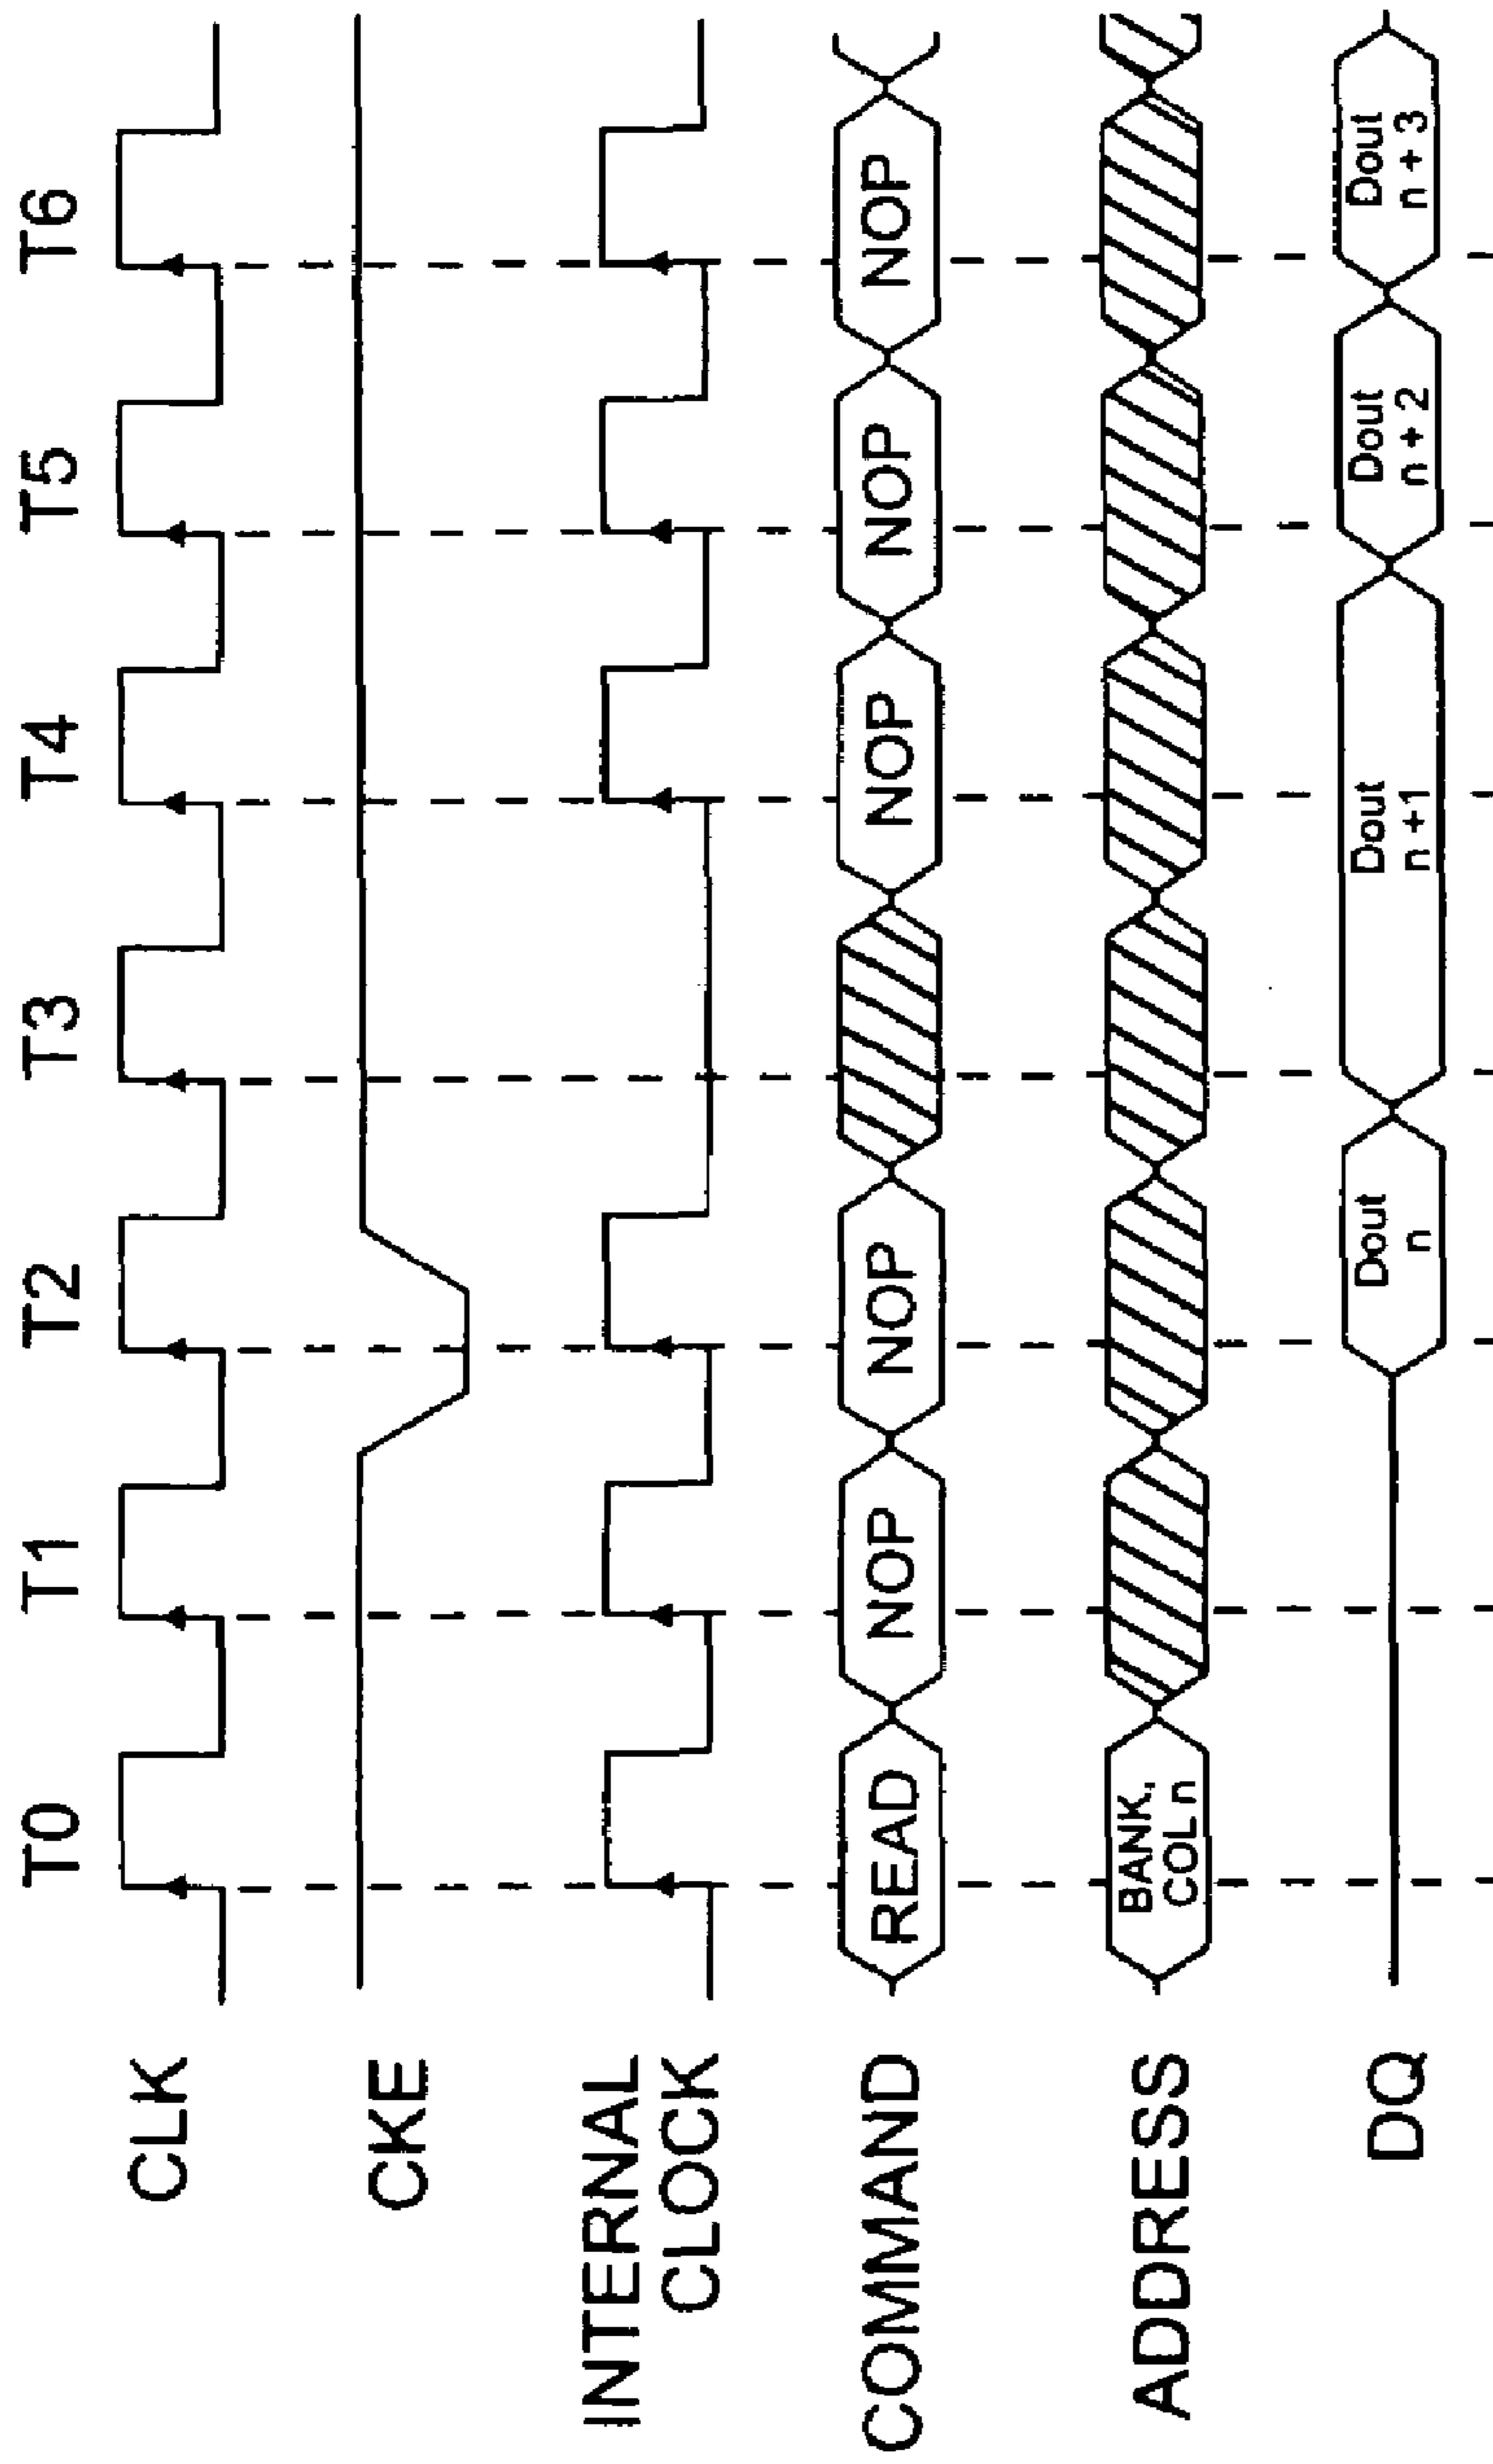 T0 T1 T2 T3 T4 T5 T6
CLK
CKE
INTERNAL
CLOCK
COMMAND READ NOP NOP NOP NOP NOP
ADDRESS
BANK,
COL n
DQ
Dout
n
Dout
n +1
Dout
n + 2
Dout
n + 3